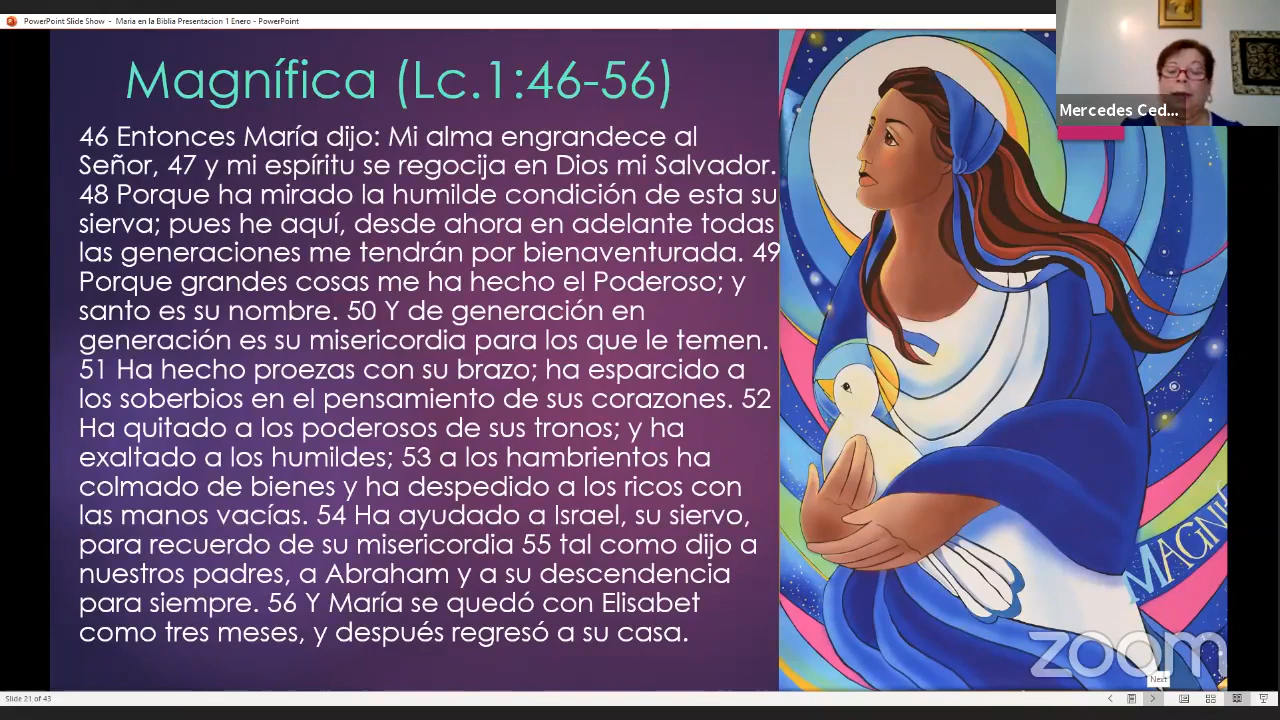 PowerPoint Slide Show - Maria en la Biblia Presentacion 1 Enero - PowerPoint
Mercedes Ced...
Magnífica (Lc.1:46-56)
46 Entonces María dijo: Mi alma engrandece al
Señor, 47 y mi espíritu se regocija en Dios mi Salvador.
48 Porque ha mirado la humilde condición de esta su
sierva; pues he aquí, desde ahora en adelante todas
las generaciones me tendrán por bienaventurada. 49
Porque grandes cosas me ha hecho el Poderoso; y
santo es su nombre. 50 Y de generación en
generación es su misericordia para los que le temen.
51 Ha hecho proezas con su brazo; ha esparcido a
los soberbios en el pensamiento de sus corazones. 52
Ha quitado a los poderosos de sus tronos; y ha
exaltado a los humildes; 53 a los hambrientos ha
colmado de bienes y ha despedido a los ricos con
las manos vacías. 54 Ha ayudado a Israel, su siervo,
para recuerdo de su misericordia 55 tal como dijo a
nuestros padres, a Abraham y a su descendencia
para siempre. 56 Y María se quedó con Elisabet
como tres meses, y después regresó a su casa.
MAGNÍ
zoom
Next
Slide 21 of 43